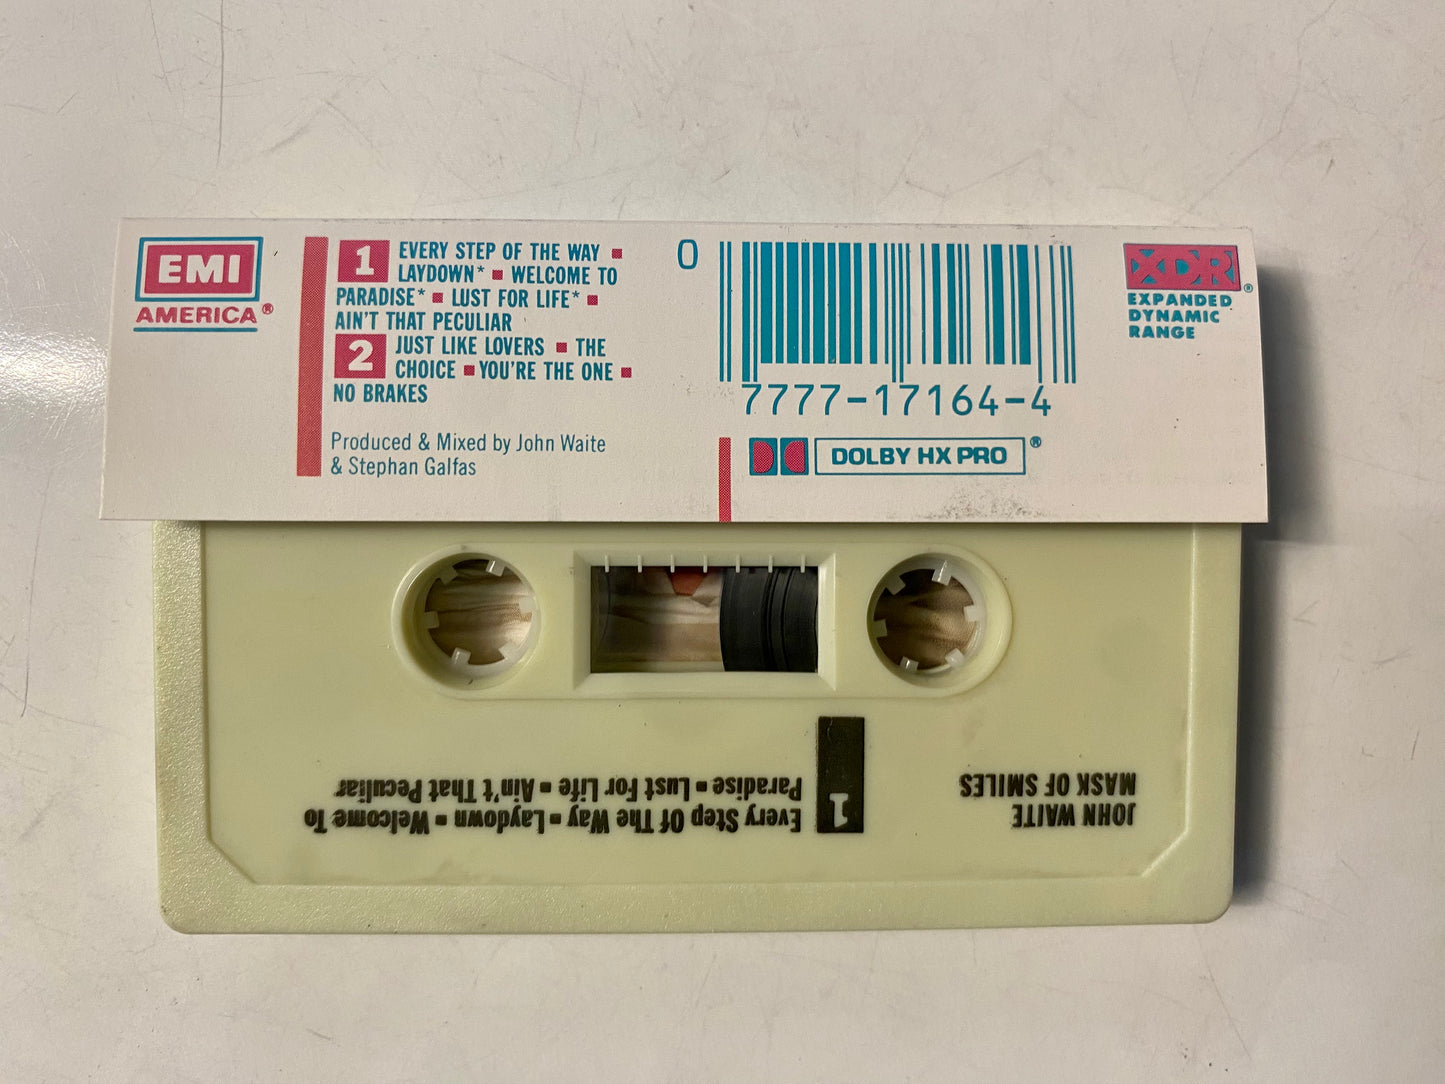 EMI
AMERICA®
1 EVERY STEP OF THE WAY ■
LAYDOWN* ■ WELCOME TO
PARADISE* ■ LUST FOR LIFE* ■
AIN'T THAT PECULIAR
2 JUST LIKE LOVERS ■ THE
CHOICE ■ YOU'RE THE ONE ■
NO BRAKES
Produced & Mixed by John Waite
& Stephan Galfas
0
7777-17164-4
DOLBY HX PRO®
XDR®
EXPANDED
DYNAMIC
RANGE
JOHN WAITE
MASK OF SMILES
1
Every Step Of The Way ▪ Laydown ▪ Welcome To
Paradise ▪ Lust For Life ▪ Ain't That Peculiar